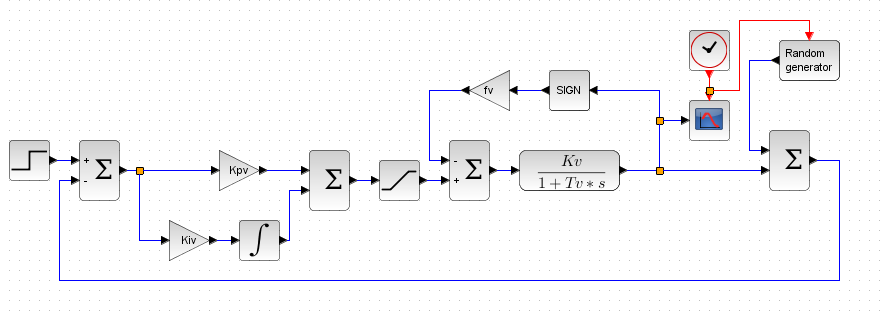 Random
generator
fv
SIGN
+
-
Σ
Kpv
Σ
-
+
Σ
Kv
1 + Tv * s
Σ
Kiv
∫